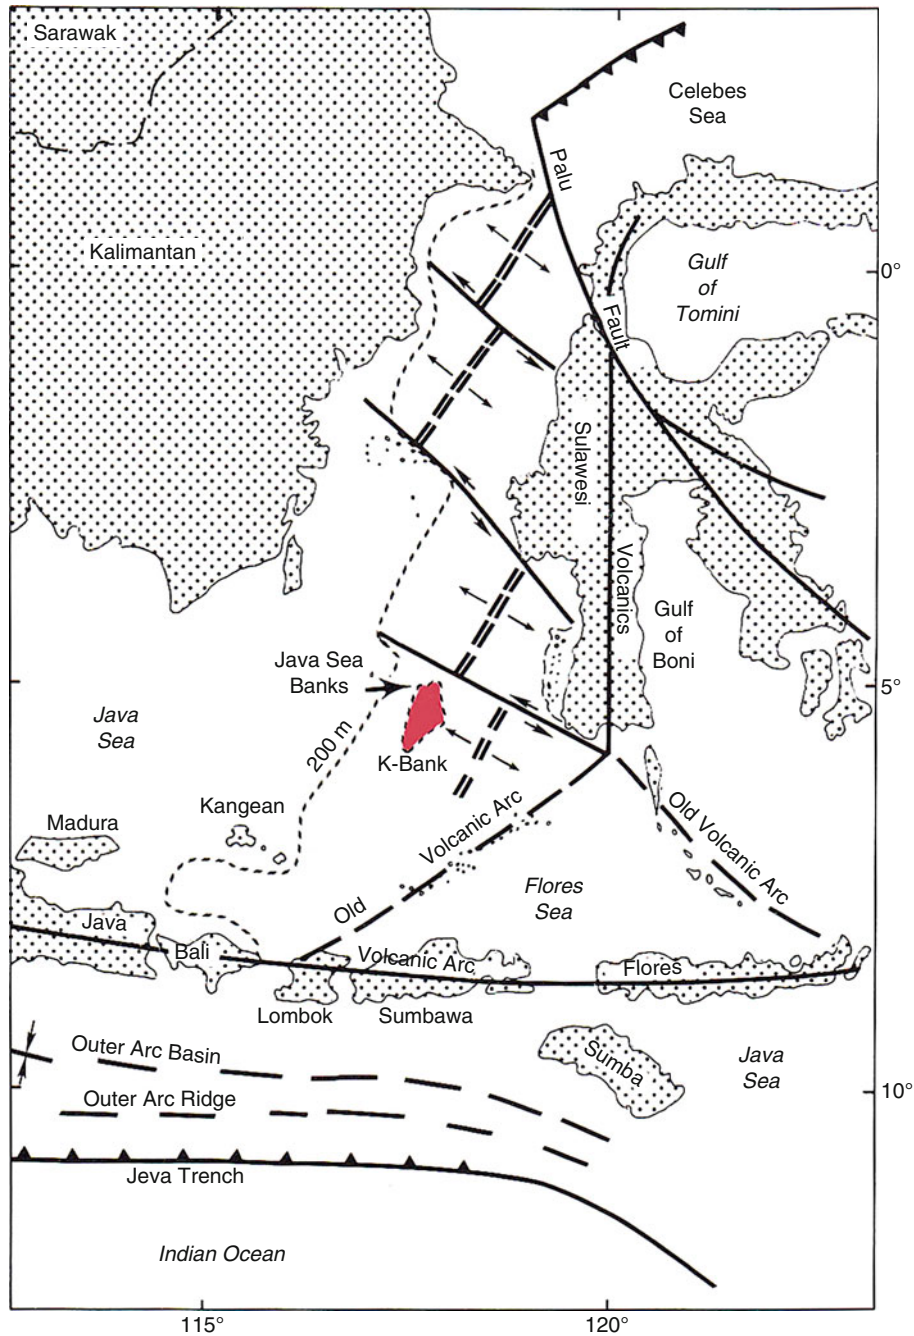 Sarawak
Celebes
Sea
Palu
Kalimantan
Gulf
of
Tomini
0°
Fault
Sulawesi
Volcanics
Gulf
of
Boni
Java Sea
Banks
5°
Java
Sea
200 m
K-Bank
Kangean
Madura
Old Volcanic Arc
Old Volcanic Arc
Flores
Sea
Java
Bali
Volcanic Arc
Flores
Lombok
Sumbawa
Outer Arc Basin
Sumba
Java
Sea
Outer Arc Ridge
10°
Jeva Trench
Indian Ocean
115°
120°